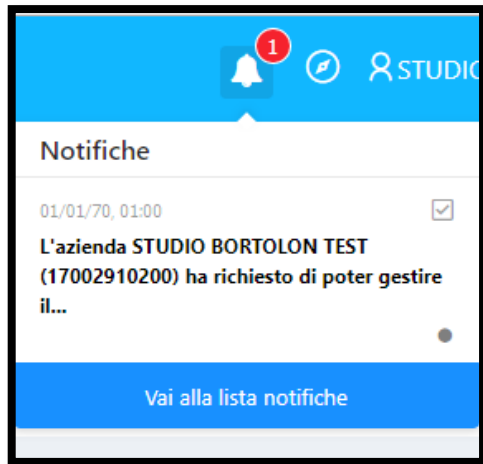 1
STUDIO
Notifiche
01/01/70, 01:00
L'azienda STUDIO BORTOLON TEST
(17002910200) ha richiesto di poter gestire
il...
Vai alla lista notifiche